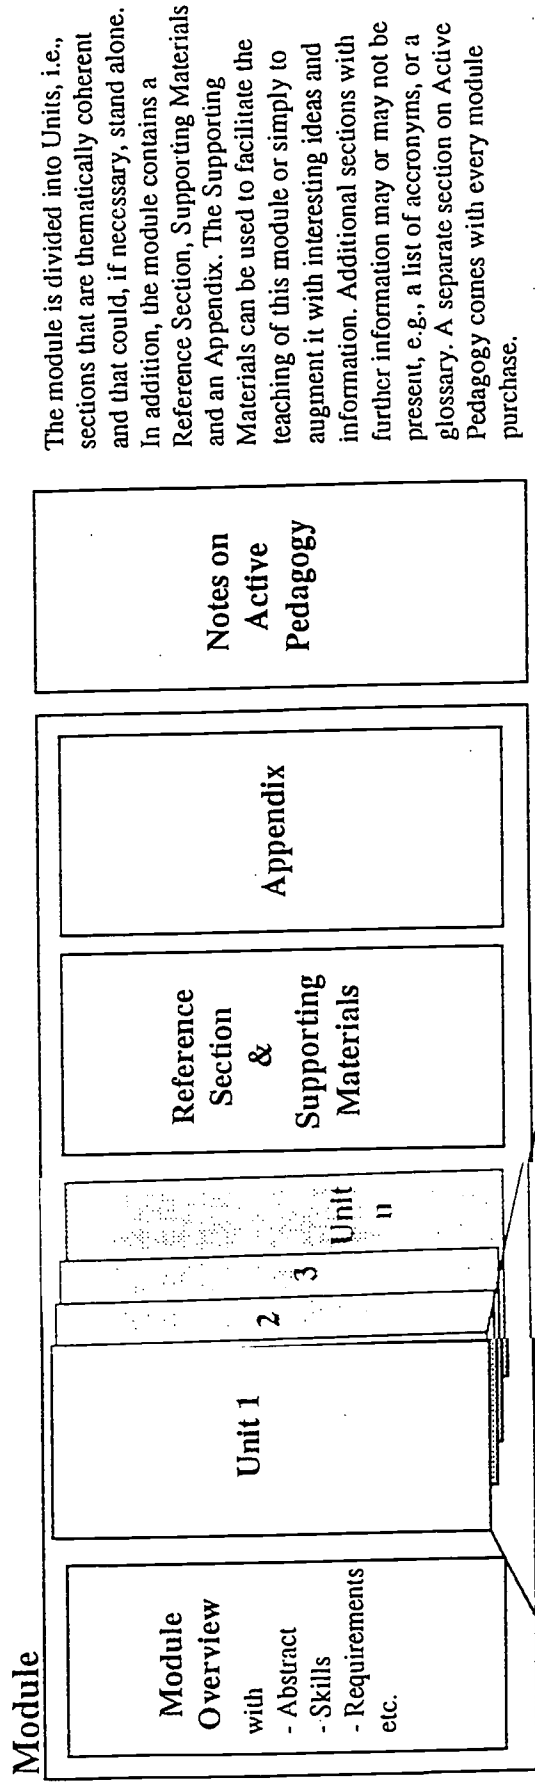 Module
Module
Overview
with
- Abstract
- Skills
- Requirements
etc.
Unit 1
2
3
Unit
n
Reference
Section
&
Supporting
Materials
Appendix
Notes on
Active
Pedagogy
The module is divided into Units, i.e.,
sections that are thematically coherent
and that could, if necessary, stand alone.
In addition, the module contains a
Reference Section, Supporting Materials
and an Appendix. The Supporting
Materials can be used to facilitate the
teaching of this module or simply to
augment it with interesting ideas and
information. Additional sections with
further information may or may not be
present, e.g., a list of accronyms, or a
glossary. A separate section on Active
Pedagogy comes with every module
purchase.